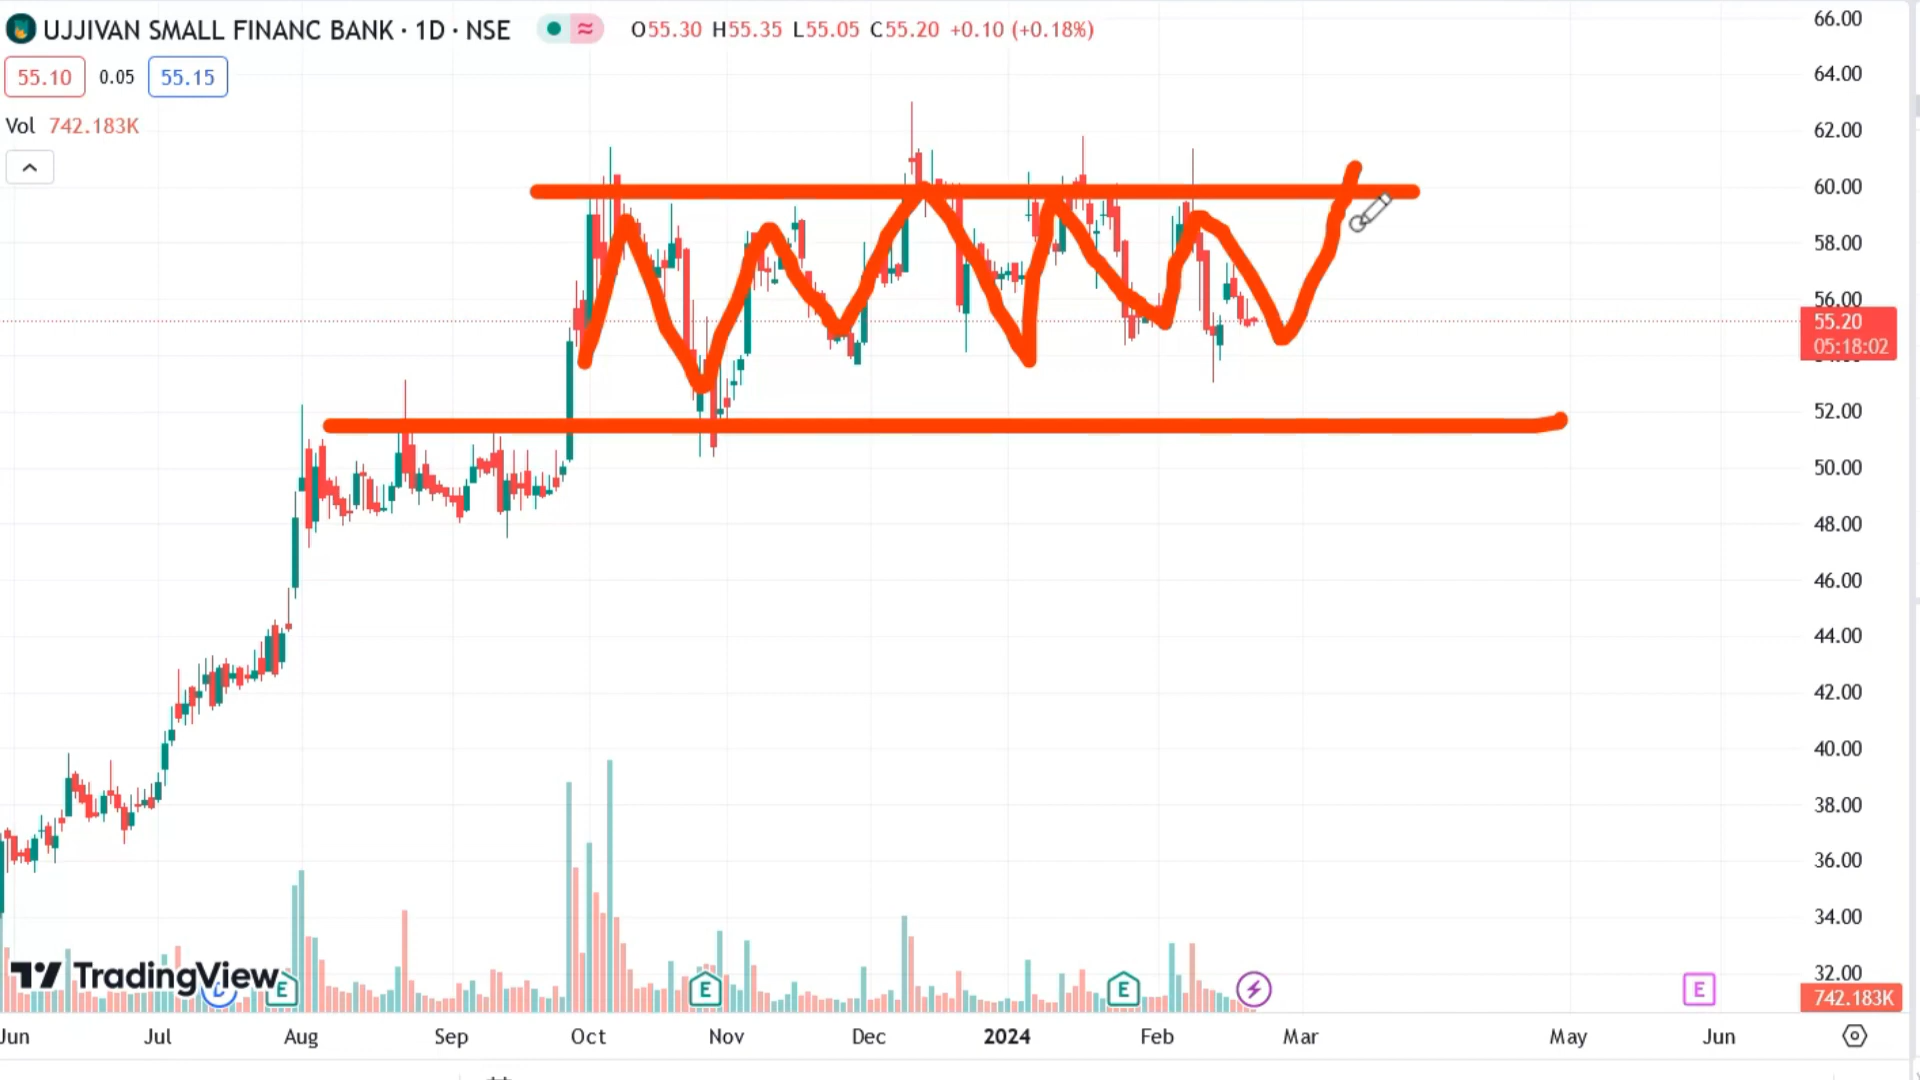 UJJIVAN SMALL FINANC BANK · 1D · NSE O55.30 H55.35 L55.05 C55.20 +0.10 (+0.18%)
55.10 0.05 55.15
Vol 742.183K
66.00
64.00
62.00
60.00
58.00
56.00
55.20
05:18:02
52.00
50.00
48.00
46.00
44.00
42.00
40.00
38.00
36.00
34.00
32.00
742.183K
TradingView
E E E E
Jun Jul Aug Sep Oct Nov Dec 2024 Feb Mar May Jun